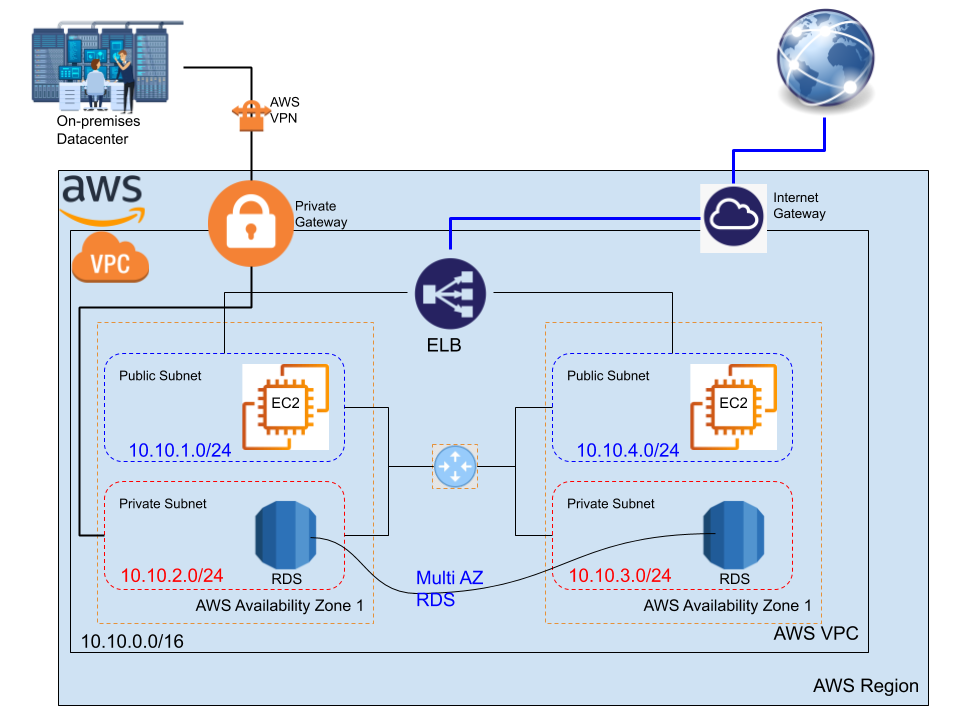 On-premises
Datacenter
AWS
VPN
aws
Private
Gateway
Internet
Gateway
VPC
ELB
Public Subnet
EC2
10.10.1.0/24
Public Subnet
EC2
10.10.4.0/24
Private Subnet
10.10.2.0/24
RDS
AWS Availability Zone 1
Multi AZ
RDS
Private Subnet
10.10.3.0/24
RDS
AWS Availability Zone 1
10.10.0.0/16
AWS VPC
AWS Region